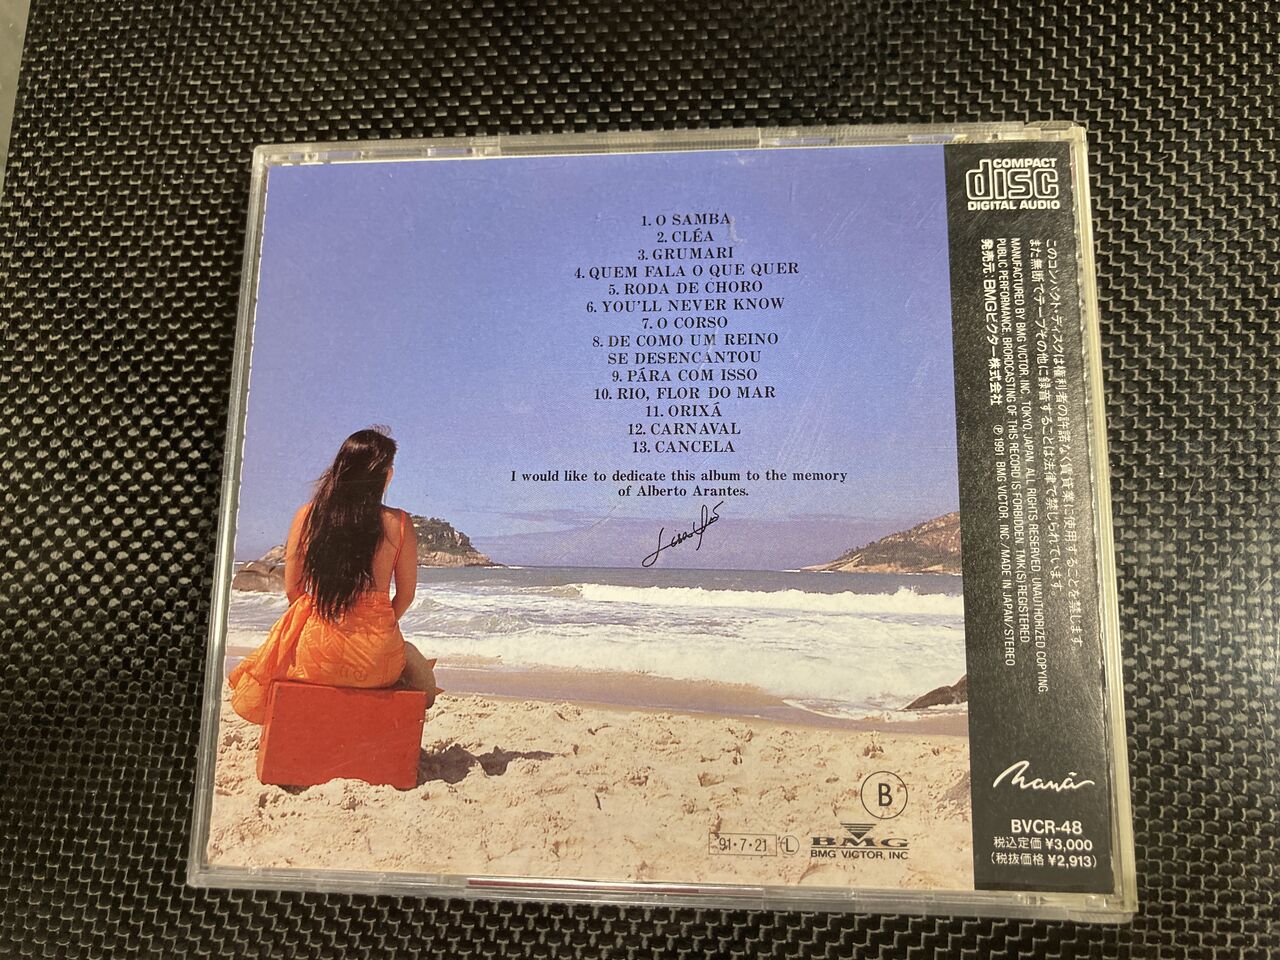 1. O SAMBA
2. CLÉA
3. GRUMARI
4. QUEM FALA O QUE QUER
5. RODA DE CHORO
6. YOU'LL NEVER KNOW
7. O CORSO
8. DE COMO UM REINO
SE DESENCANTOU
9. PÁRA COM ISSO
10. RIO, FLOR DO MAR
11. ORIXÁ
12. CARNAVAL
13. CANCELA
I would like to dedicate this album to the memory
of Alberto Arantes.
B
91・7・21 L
BMG
BMG VICTOR, INC.
COMPACT
disc
DIGITAL AUDIO
このコンパクト・ディスクは権利者の許諾なく賃貸業に使用することを禁じます。
また無断でテープその他に録音することは法律で禁じられています。
MANUFACTURED BY BMG VICTOR, INC., TOKYO, JAPAN. ALL RIGHTS RESERVED. UNAUTHORIZED COPYING.
PUBLIC PERFORMANCE, BRORDCASTING OF THIS RECORD IS FORBIDDEN. TMK(S) REGISTERED
発売元:BMGビクター株式会社 ℗ 1991 BMG VICTOR, INC./MADE IN JAPAN/STEREO
Maná
BVCR-48
税込定価 ¥3,000
(税抜価格 ¥2,913)